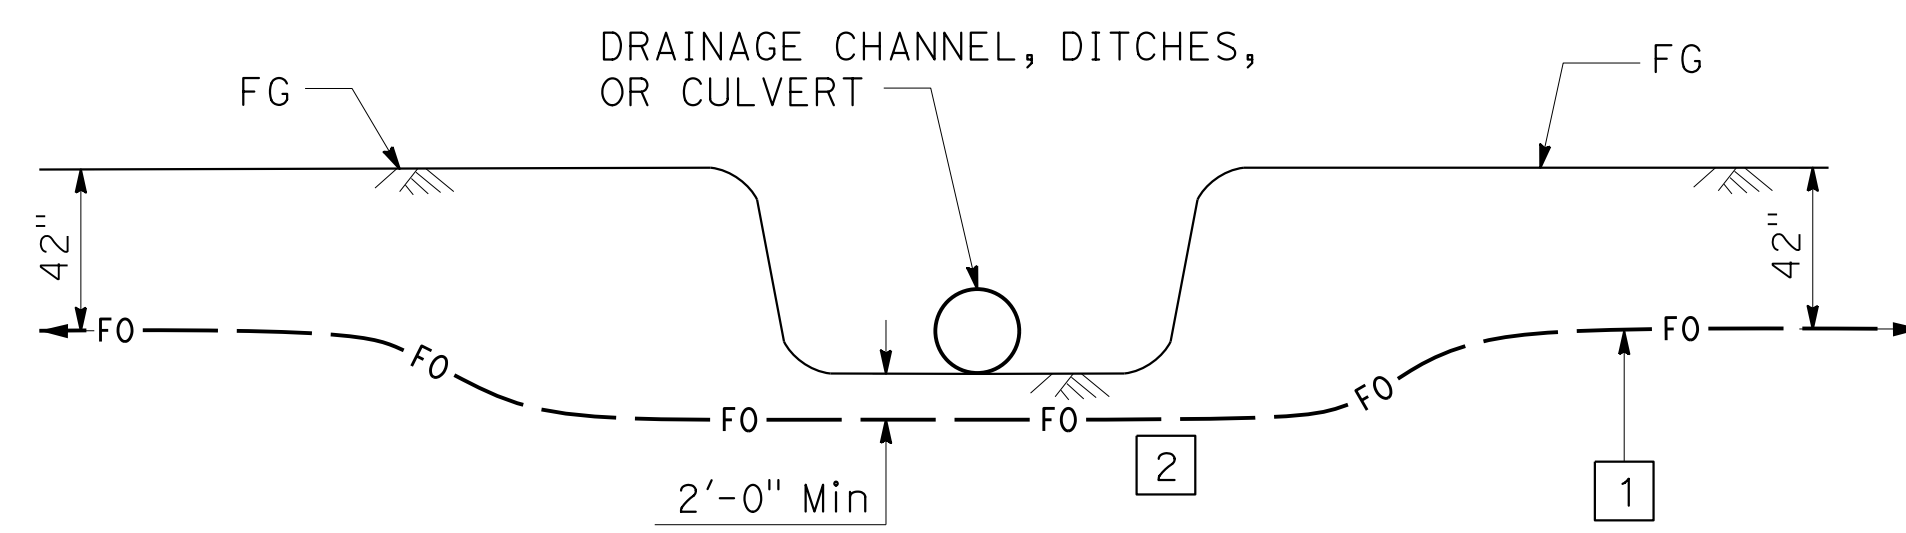 DRAINAGE CHANNEL, DITCHES,
OR CULVERT
FG
FG
42"
42"
FO
FO
FO
FO
FO
FO
2'-0" Min
2
1